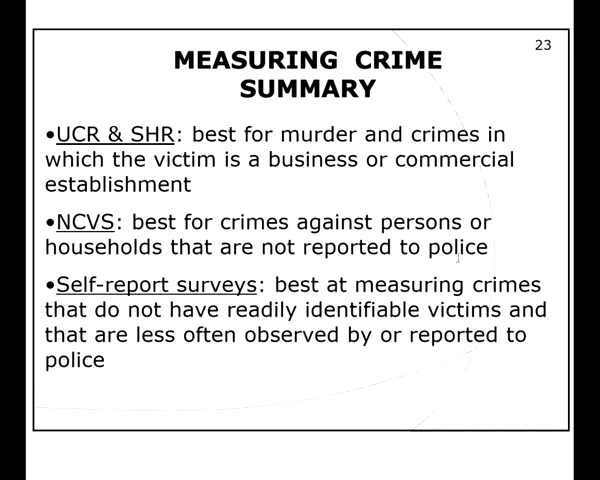 23
MEASURING CRIME
SUMMARY
•UCR & SHR: best for murder and crimes in
which the victim is a business or commercial
establishment
•NCVS: best for crimes against persons or
households that are not reported to police
•Self-report surveys: best at measuring crimes
that do not have readily identifiable victims and
that are less often observed by or reported to
police